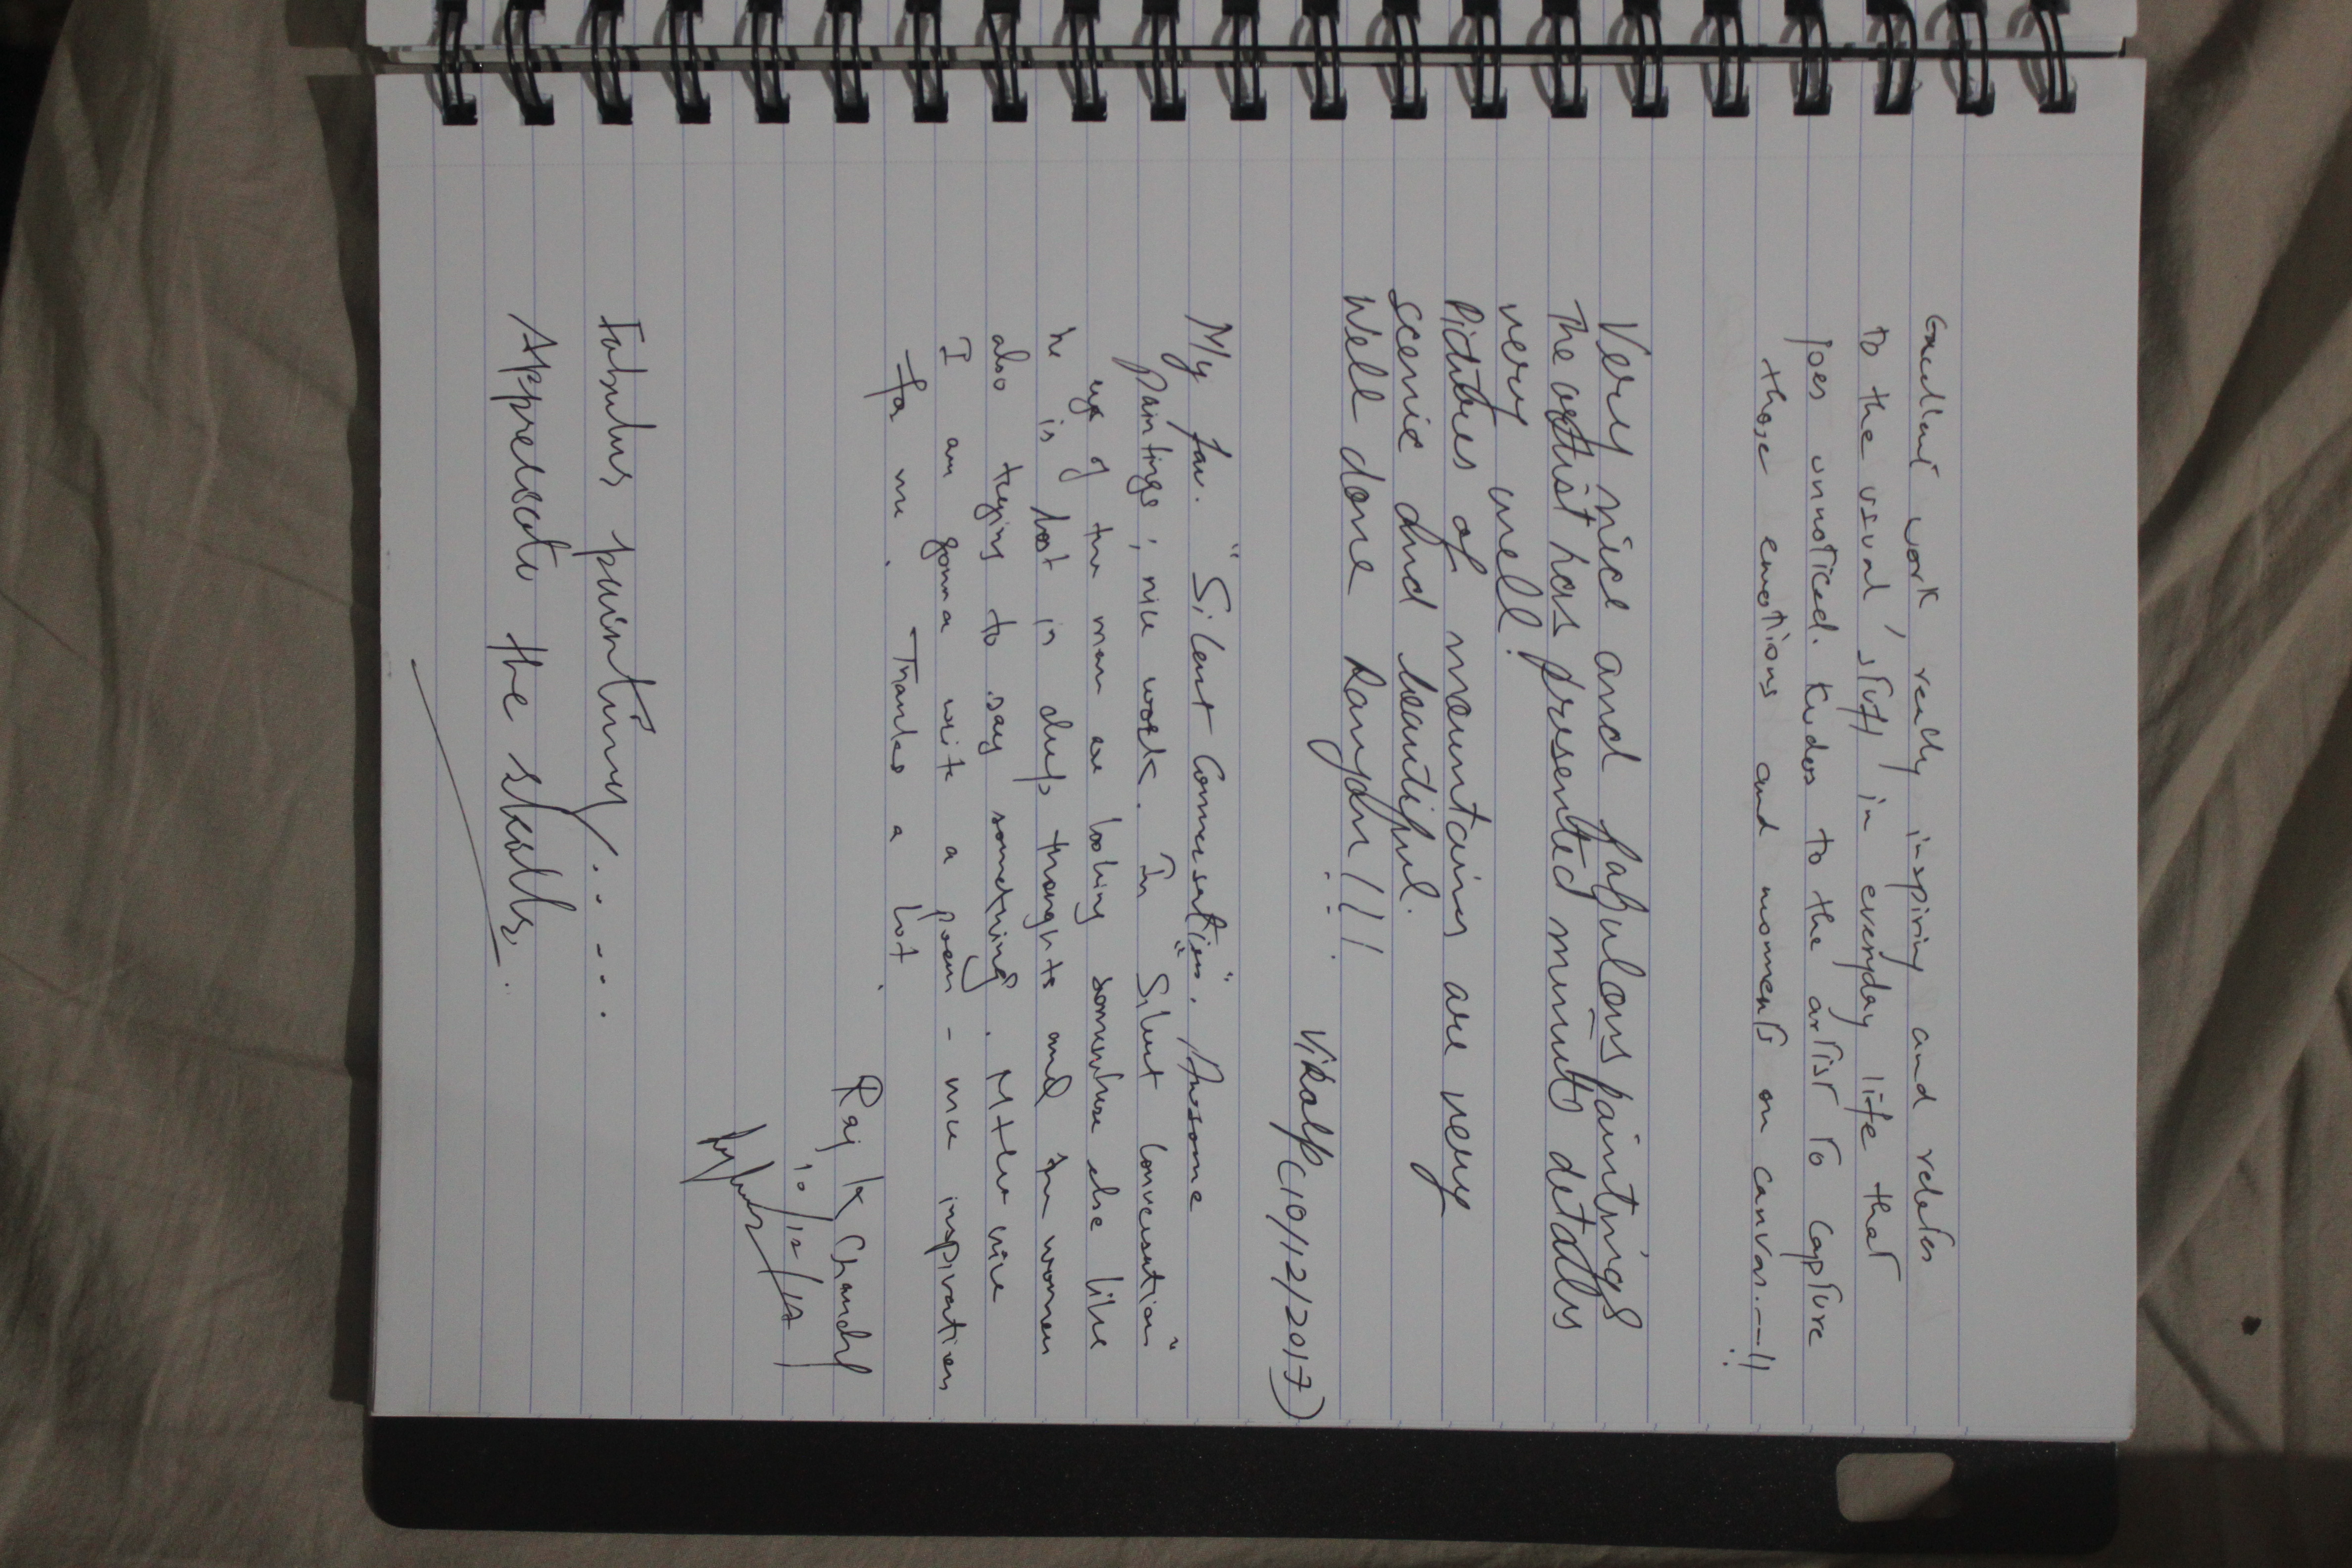 Excellent work really inspiring and relates
to the usual 'stuff' in everyday life that
goes unnoticed. Kudos to the artist to capture
those emotions and moments on canvas.--!!
Very nice and fabulous paintings
The artist has presented minute details
very well!
Pictures of mountains are very
scenic and beautiful.
Well done Ranjan!!!
Vikalp (10/12/2017)
My fav. "Silent Conversation". Awesome
paintings; nice work. In "Silent Conversation"
eye of the man are looking somewhere else like
he is lost in deep thoughts and the women
also trying to say something. Mtlb nice
I am gonna write a poem - nice inspiration
for me. Thanks a lot.
Raj K Chandel
10/12/17
Fabulus painting.....
Appreciate the skills.